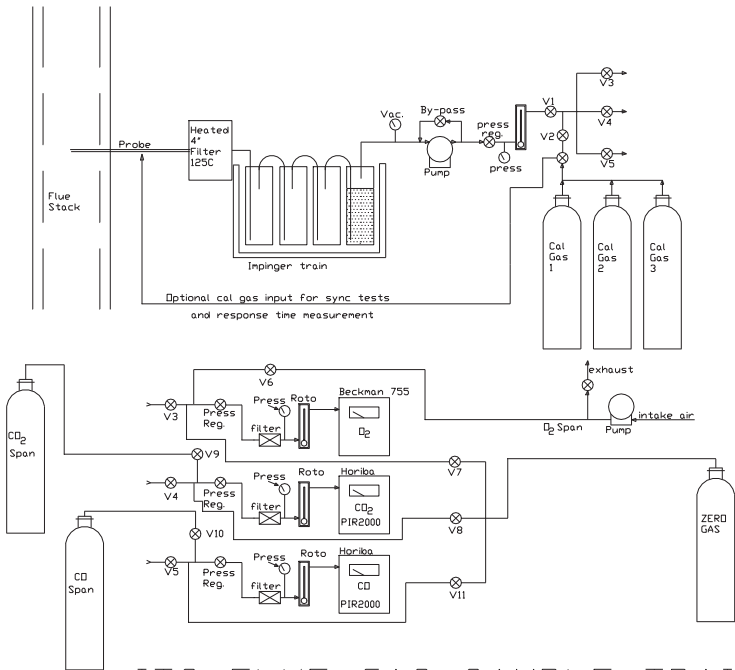 Flue
Stack
Probe
Heated
4"
Filter
125C
Impinger train
Vac.
By-pass
Pump
press
reg.
press
V1
V2
V3
V4
V5
Cal
Gas
1
Cal
Gas
2
Cal
Gas
3
Optional cal gas input for sync tests
and response time measurement
CO2
Span
V3
V6
Press
Reg.
Press
filter
Roto
Beckman 755
O2
exhaust
O2 Span
Pump
intake air
V9
V4
Press
Reg.
Press
filter
Roto
Horiba
CO2
PIR2000
V7
V8
ZERO
GAS
CO
Span
V10
V5
Press
Reg.
Press
filter
Roto
Horiba
CO
PIR2000
V11